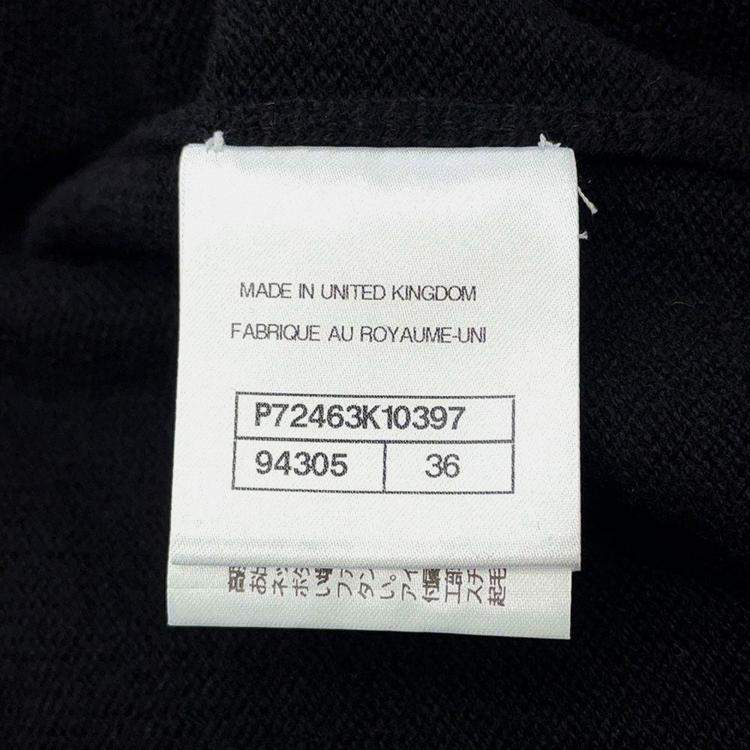 MADE IN UNITED KINGDOM
FABRIQUE AU ROYAUME-UNI
P72463K10397
94305 36